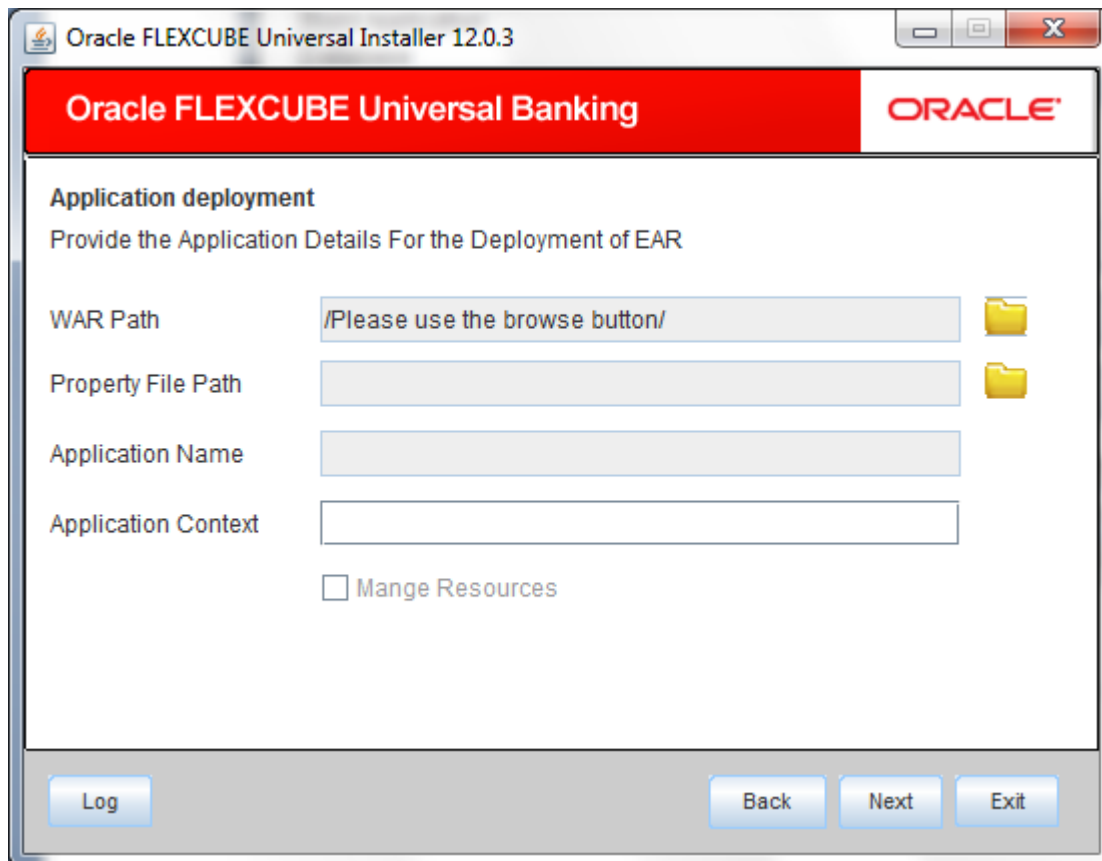 Oracle FLEXCUBE Universal Installer 12.0.3
Oracle FLEXCUBE Universal Banking
ORACLE
Application deployment
Provide the Application Details For the Deployment of EAR
WAR Path
/Please use the browse button/
Property File Path
Application Name
Application Context
Mange Resources
Log
Back
Next
Exit